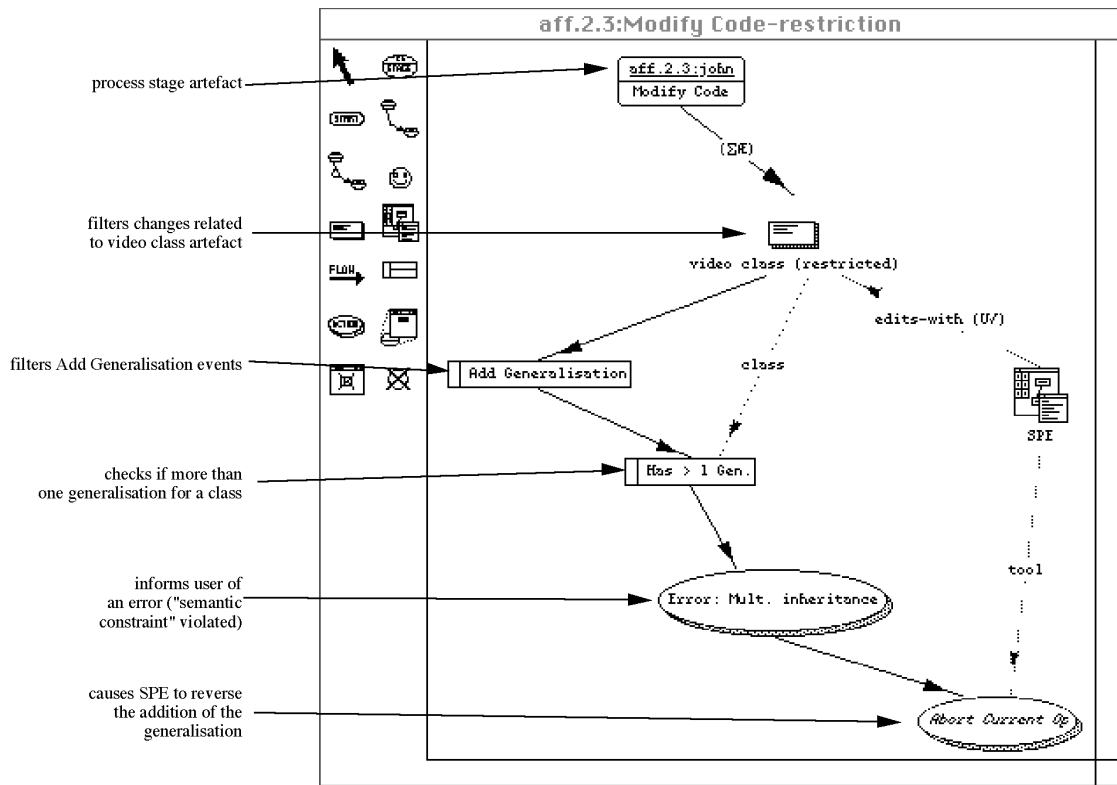 aff.2.3:Modify Code-restriction
process stage artefact
aff.2.3:john
Modify Code
STAGE
START
(ΣÆ)
filters changes related
to video class artefact
video class (restricted)
FLOW
edits-with (UV)
ACTION
filters Add Generalisation events
Add Generalisation
class
SPE
checks if more than
one generalisation for a class
Has > 1 Gen.
tool
informs user of
an error ("semantic
constraint" violated)
Error: Mult. inheritance
causes SPE to reverse
the addition of the
generalisation
Abort Current Op